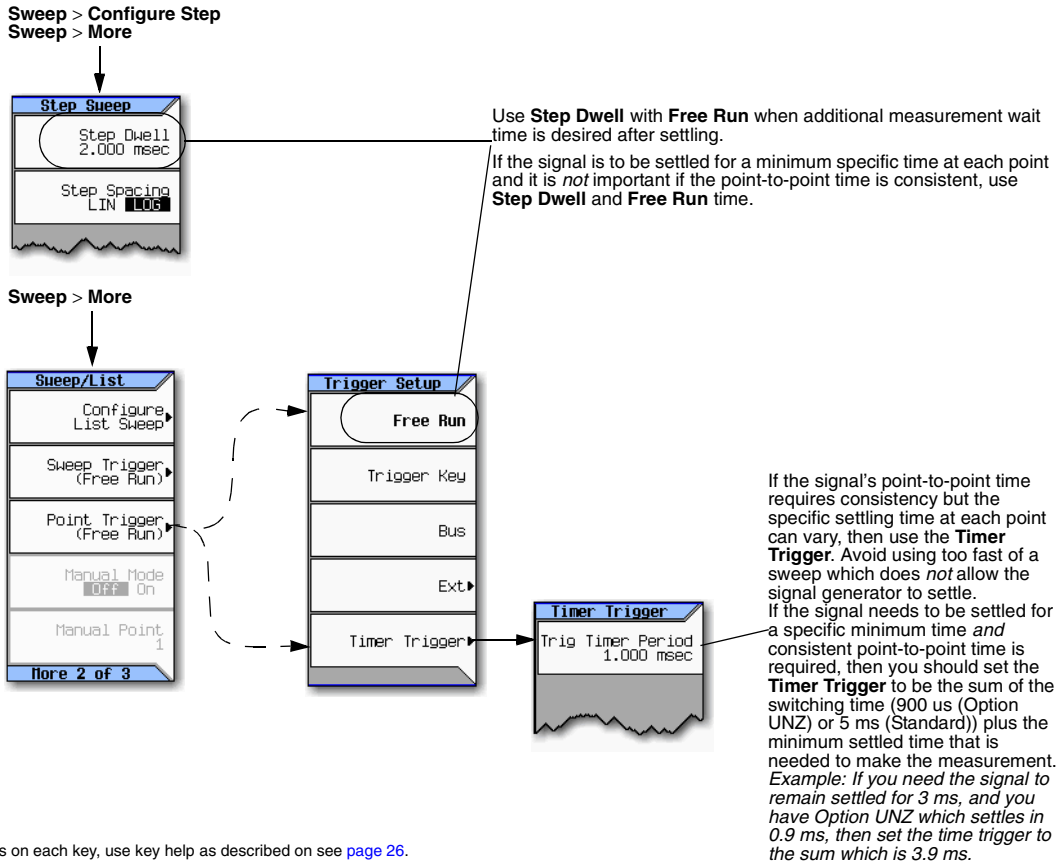 Sweep > Configure Step
Sweep > More
Step Sweep
Step Dwell
2.000 msec
Step Spacing
LIN LOG
Use Step Dwell with Free Run when additional measurement wait
time is desired after settling.
If the signal is to be settled for a minimum specific time at each point
and it is not important if the point-to-point time is consistent, use
Step Dwell and Free Run time.
Sweep > More
Sweep/List
Configure
List Sweep
Sweep Trigger
(Free Run)
Point Trigger
(Free Run)
Manual Mode
Off On
Manual Point
1
More 2 of 3
Trigger Setup
Free Run
Trigger Key
Bus
Ext
Timer Trigger
Timer Trigger
Trig Timer Period
1.000 msec
If the signal's point-to-point time
requires consistency but the
specific settling time at each point
can vary, then use the Timer
Trigger. Avoid using too fast of a
sweep which does not allow the
signal generator to settle.
If the signal needs to be settled for
a specific minimum time and
consistent point-to-point time is
required, then you should set the
Timer Trigger to be the sum of the
switching time (900 us (Option
UNZ) or 5 ms (Standard)) plus the
minimum settled time that is
needed to make the measurement.
Example: If you need the signal to
remain settled for 3 ms, and you
have Option UNZ which settles in
0.9 ms, then set the time trigger to
the sum which is 3.9 ms.
s on each key, use key help as described on see page 26.